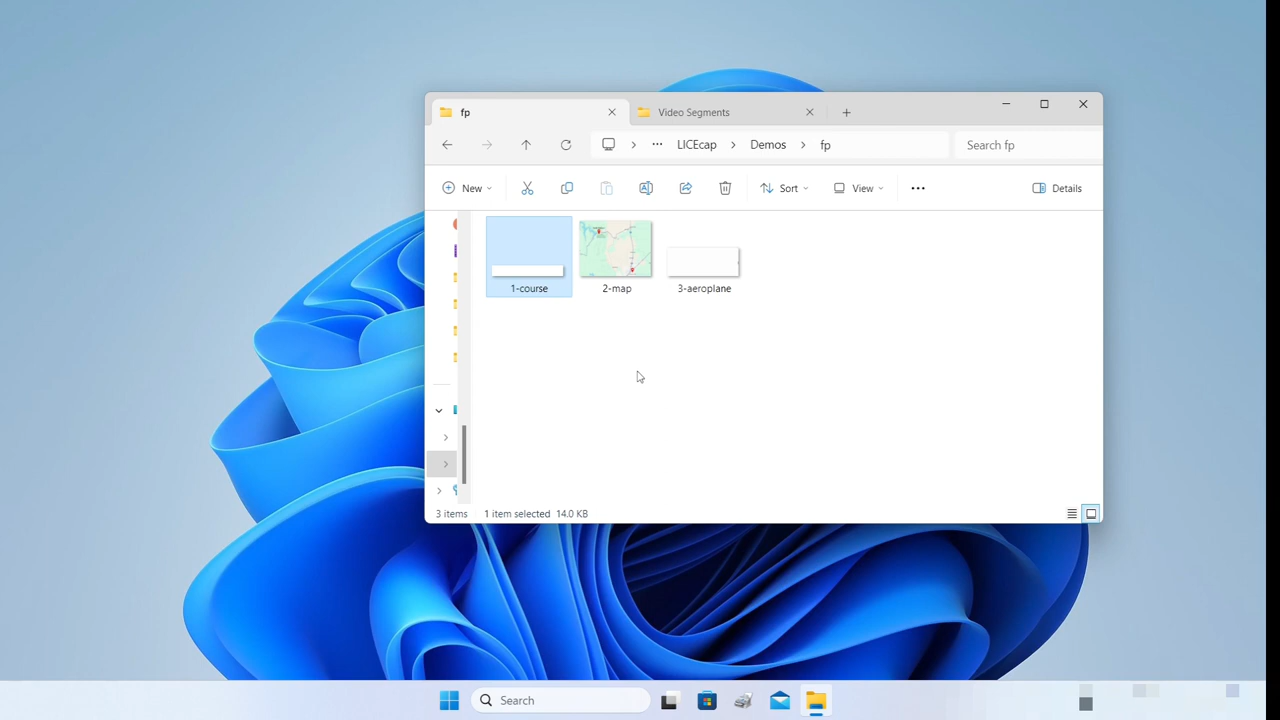 fp
Video Segments
LICEcap
Demos
fp
Search fp
New
Sort
View
Details
1-course
2-map
3-aeroplane
3 items
1 item selected 14.0 KB
Search